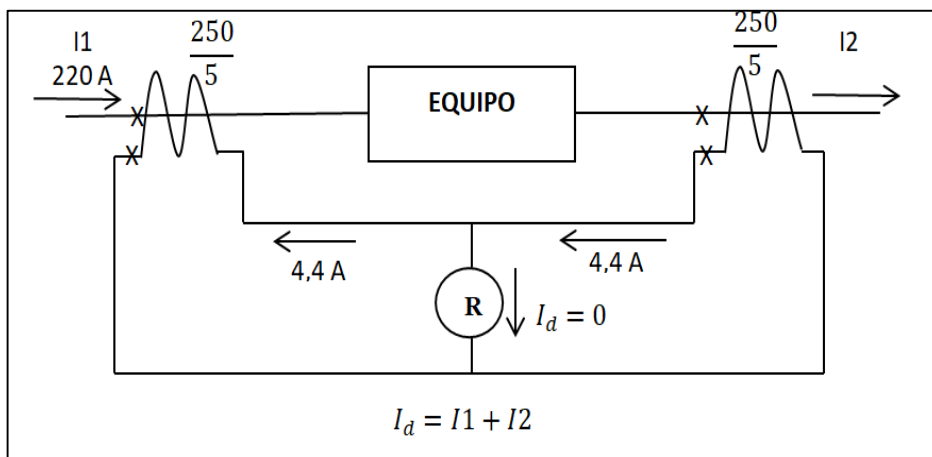 I1
220 A
250
5
X
X
EQUIPO
250
5
I2
X
X
4,4 A
4,4 A
R
I_d = 0
I_d = I1 + I2